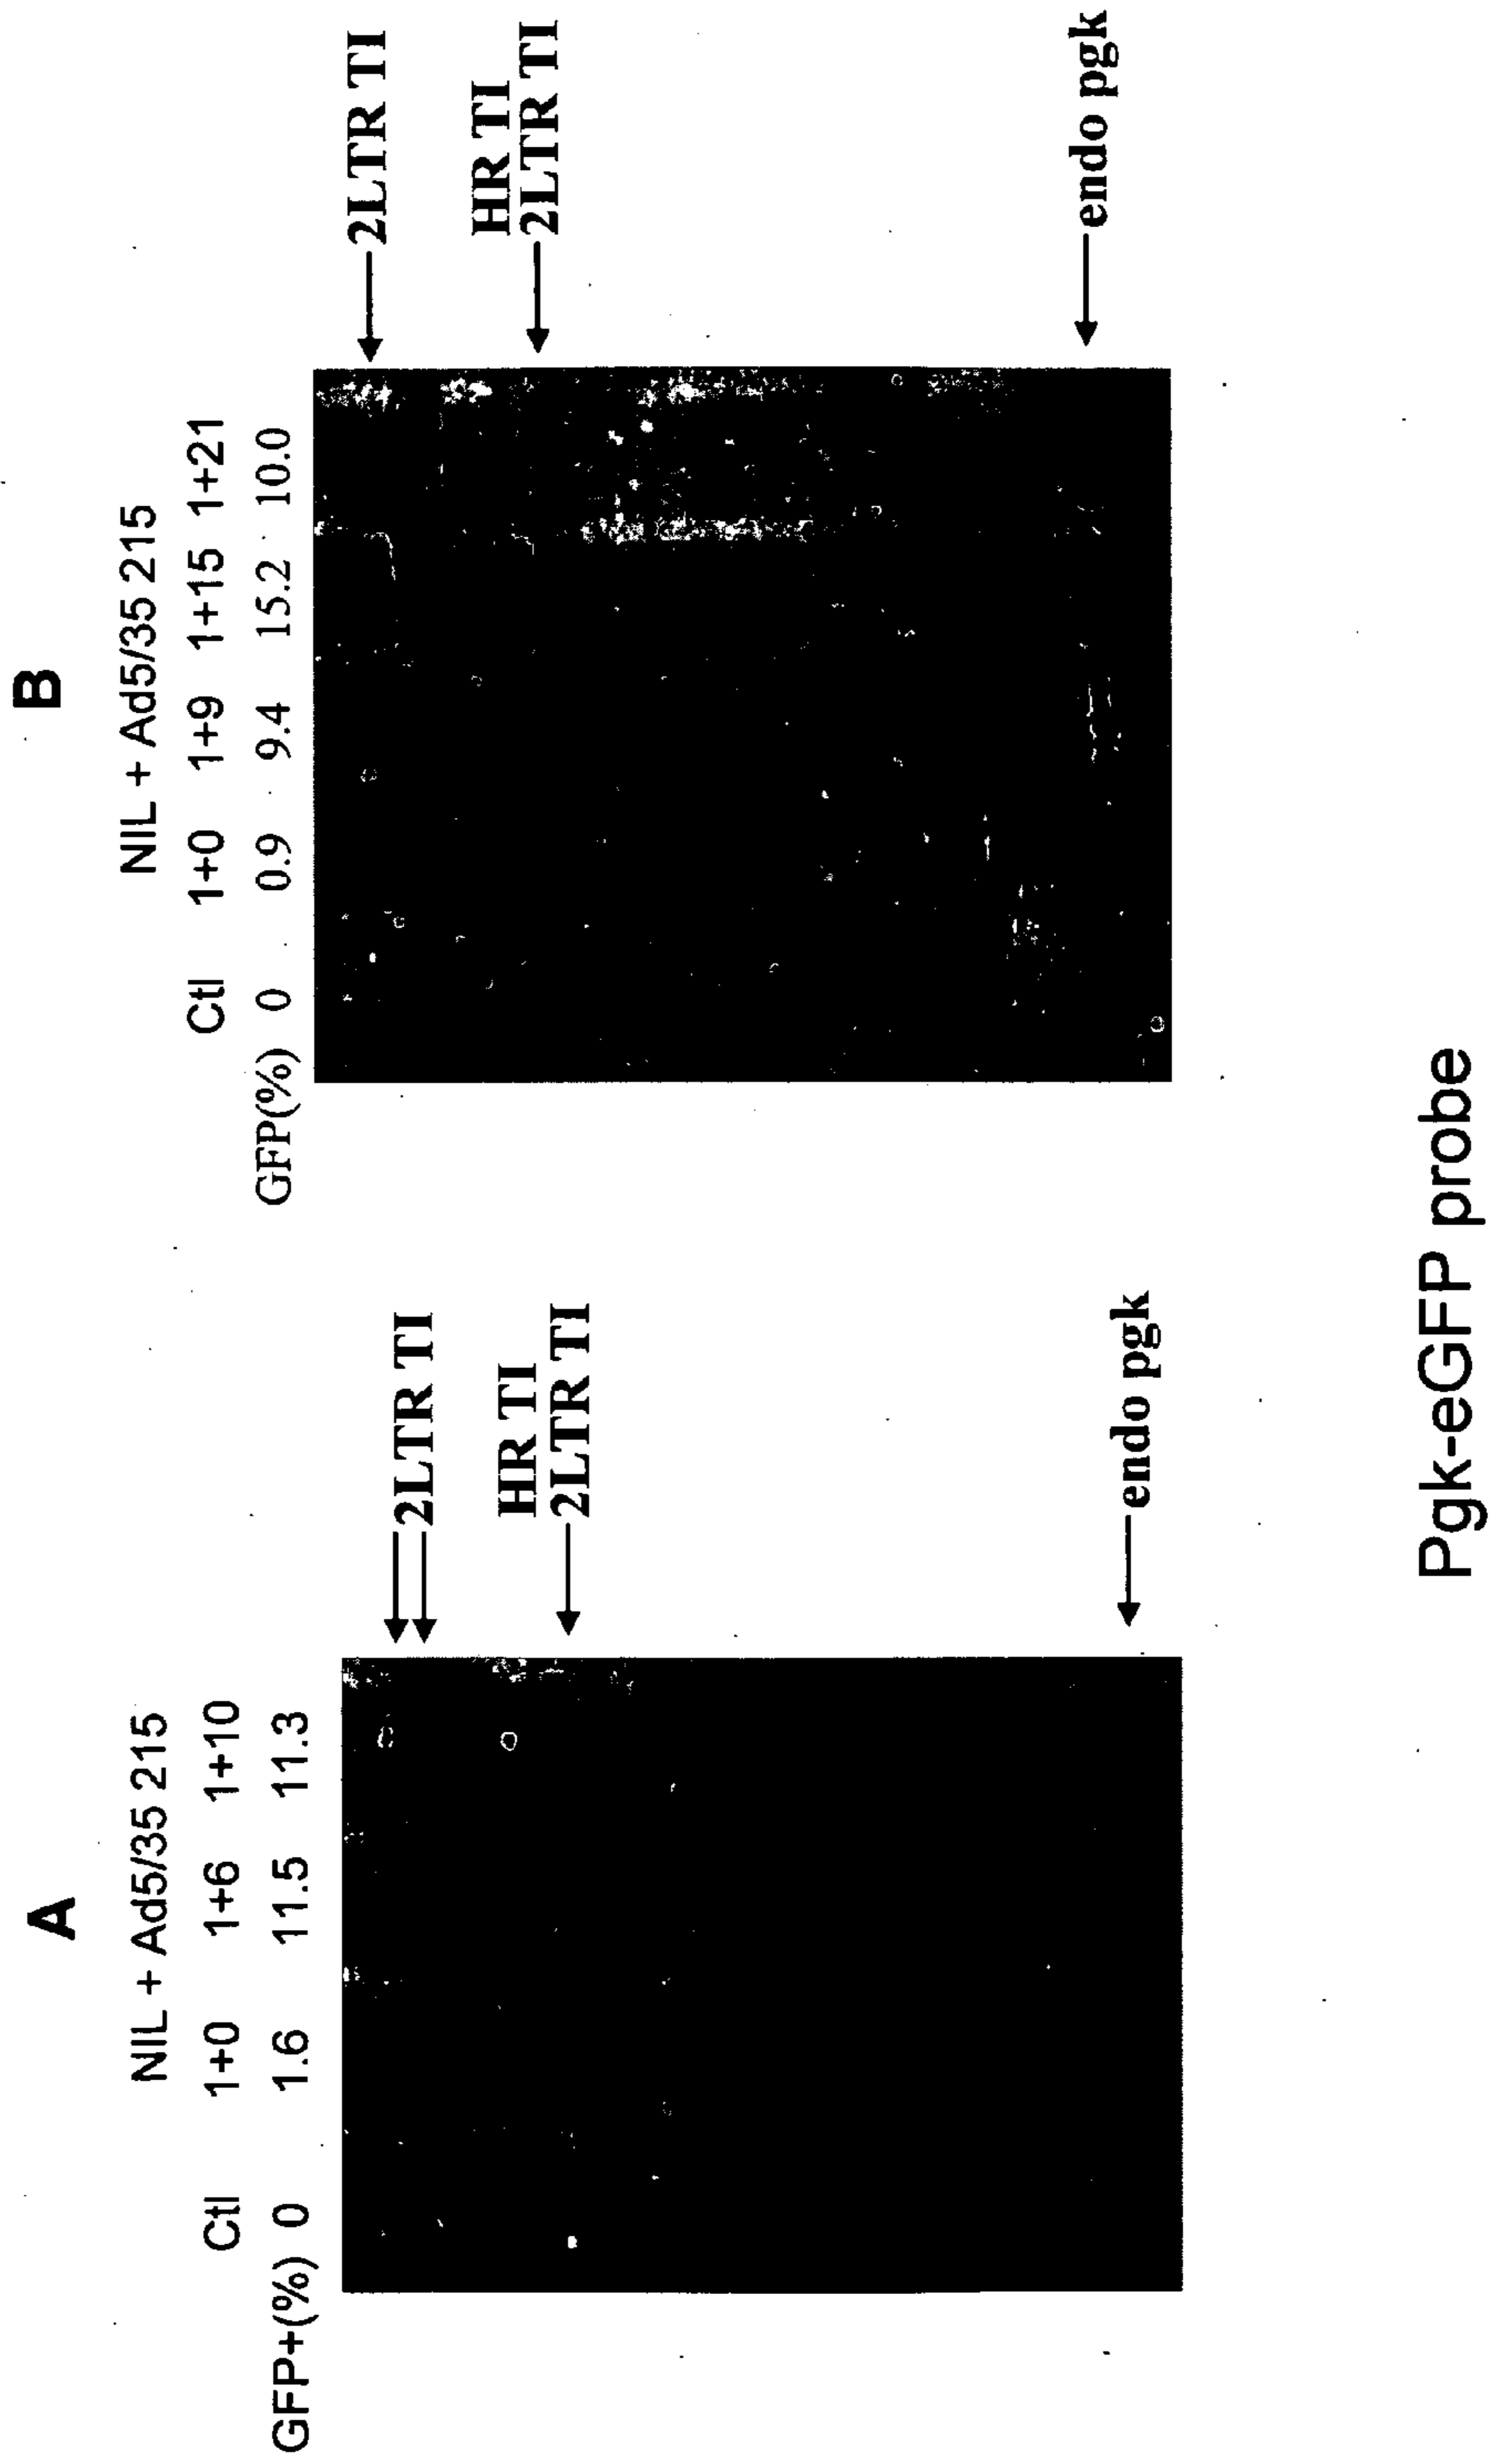 A
NIL + Ad5/35 215
Ctl 1+0 1+6 1+10
GFP+(%) 0 1.6 11.5 11.3
2LTR TI
HR TI
2LTR TI
endo pgk
B
NIL + Ad5/35 215
Ctl 1+0 1+9 1+15 1+21
GFP(%) 0 0.9 9.4 15.2 10.0
2LTR TI
HR TI
2LTR TI
endo pgk
Pgk-eGFP probe